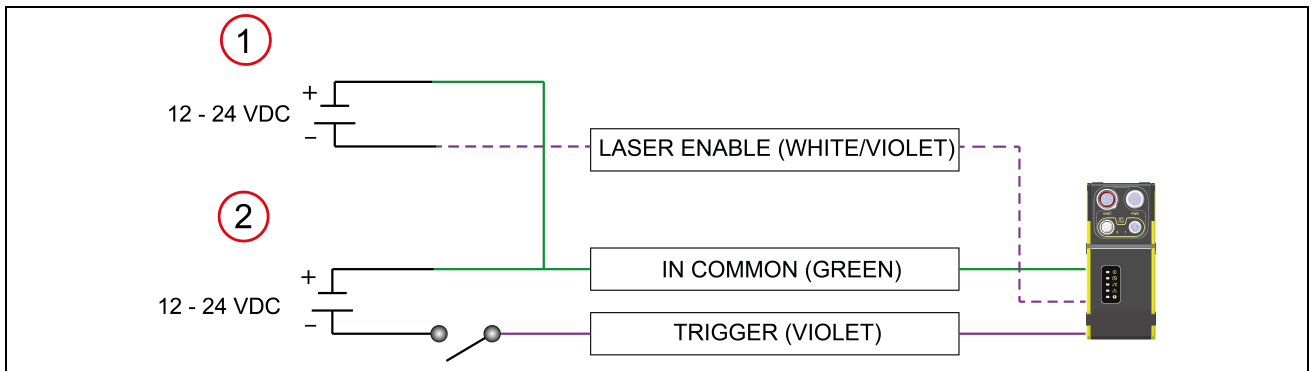 1
+
12 - 24 VDC
−
LASER ENABLE (WHITE/VIOLET)
2
+
12 - 24 VDC
−
IN COMMON (GREEN)
TRIGGER (VIOLET)